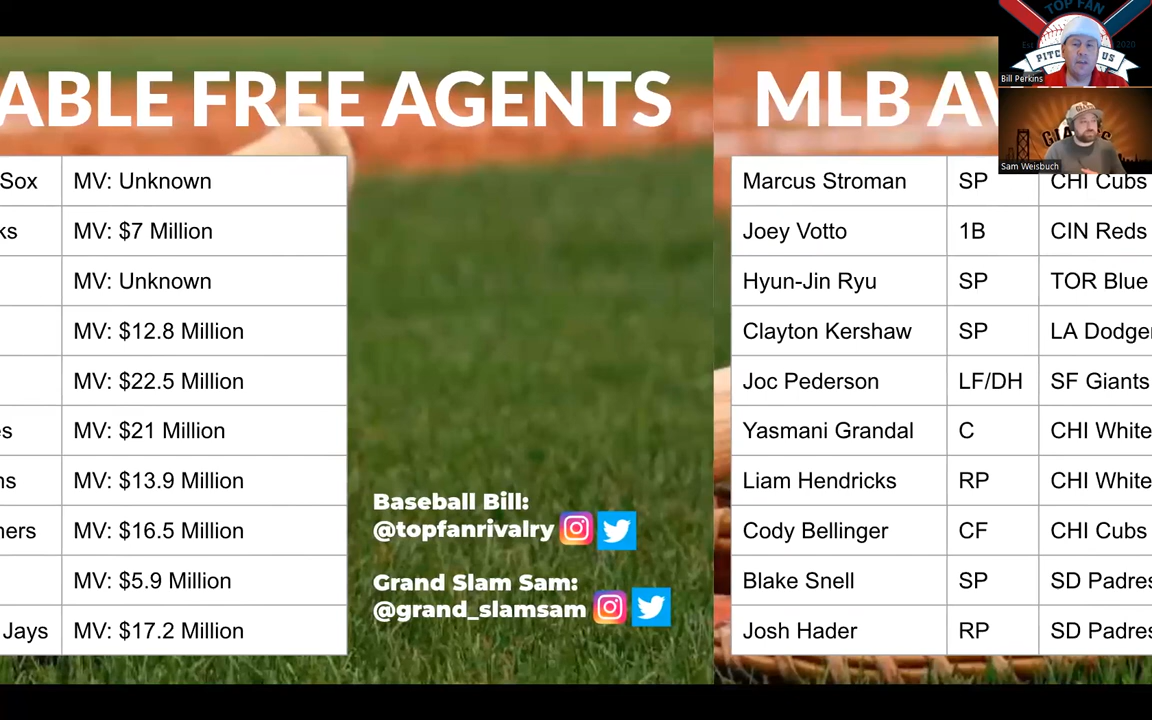 ABLE FREE AGENTS
Sox MV: Unknown
ks MV: $7 Million
MV: Unknown
MV: $12.8 Million
MV: $22.5 Million
es MV: $21 Million
ns MV: $13.9 Million
ners MV: $16.5 Million
MV: $5.9 Million
Jays MV: $17.2 Million
Baseball Bill:
@topfanrivalry
Grand Slam Sam:
@grand_slamsam
MLB AV
Marcus Stroman SP CHI Cubs
Joey Votto 1B CIN Reds
Hyun-Jin Ryu SP TOR Blue
Clayton Kershaw SP LA Dodger
Joc Pederson LF/DH SF Giants
Yasmani Grandal C CHI White
Liam Hendricks RP CHI White
Cody Bellinger CF CHI Cubs
Blake Snell SP SD Padres
Josh Hader RP SD Padres
TOP FAN
PITC US
Bill Perkins
GIANTS
Sam Weisbuch